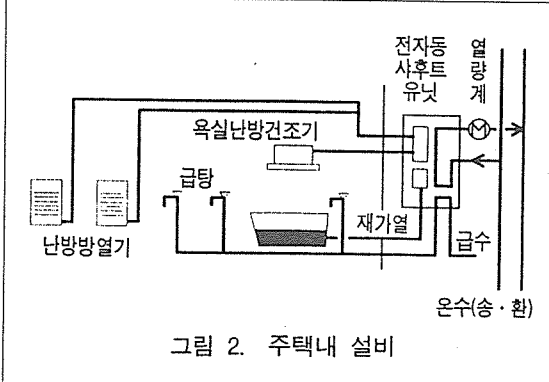 전자동
사후트
유닛
열
량
계
욕실난방건조기
M
급탕
재가열
난방방열기
급수
온수(송 · 환)
그림 2. 주택내 설비